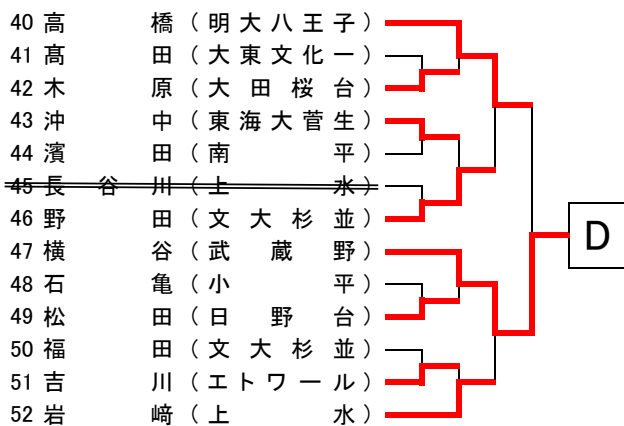 40 高橋（明大八王子）
41 髙田（大東文化一）
42 木原（大田桜台）
43 沖中（東海大菅生）
44 濱田（南平）
45 長谷川（上水）
46 野田（文大杉並）
47 横谷（武蔵野）
48 石亀（小平）
49 松田（日野台）
50 福田（文大杉並）
51 吉川（エトワール）
52 岩﨑（上水）
D